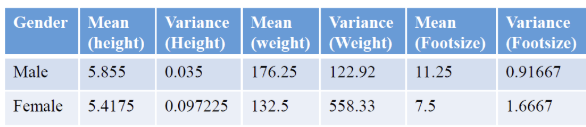 Gender Mean (height) Variance (Height) Mean (weight) Variance (Weight) Mean (Footsize) Variance (Footsize)
Male 5.855 0.035 176.25 122.92 11.25 0.91667
Female 5.4175 0.097225 132.5 558.33 7.5 1.6667